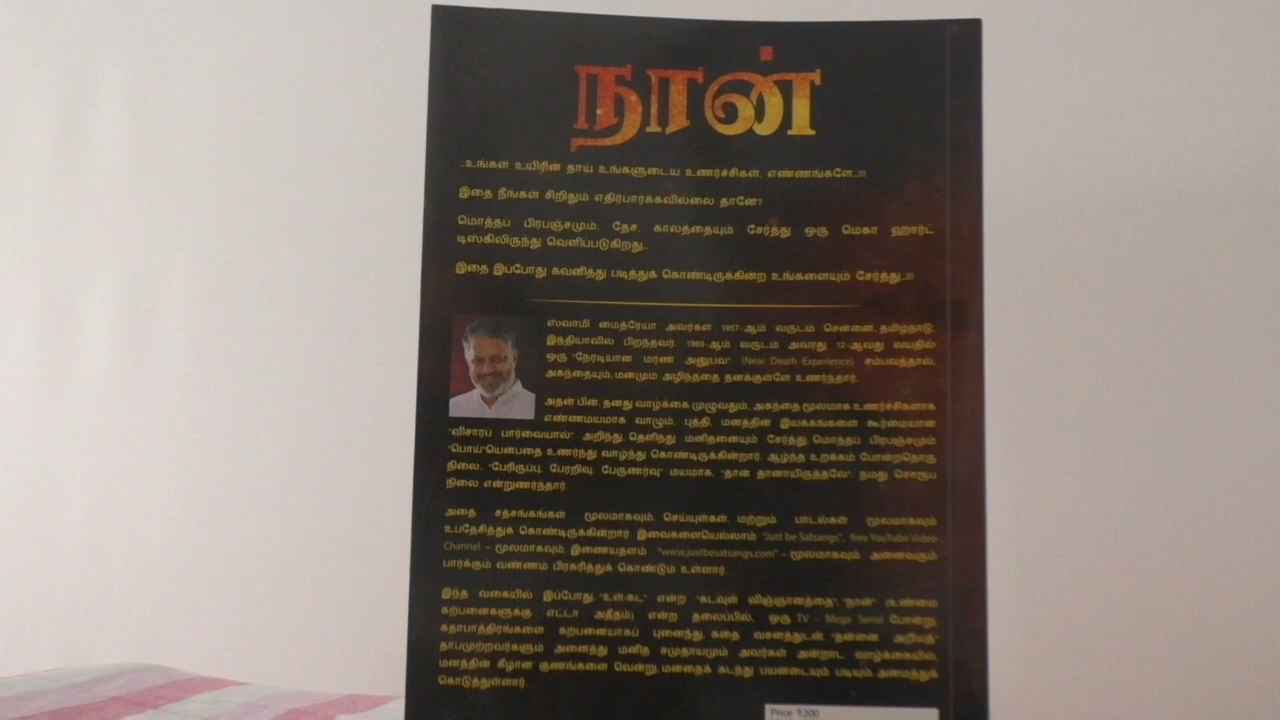 நான்
...உங்கள் உயிரின் தாய் உங்களுடைய உணர்ச்சிகள், எண்ணங்களே...!!!
இதை நீங்கள் சிறிதும் எதிர்பார்க்கவில்லை தானே?
மொத்தப் பிரபஞ்சமும், தேச, காலத்தையும் சேர்த்து ஒரு மெகா ஹார்ட்
டிஸ்கிலிருந்து வெளிப்படுகிறது...
இதை இப்போது கவனித்து படித்துக் கொண்டிருக்கின்ற உங்களையும் சேர்த்து...!!!
ஸ்வாமி மைத்ரேயா அவர்கள் 1957-ஆம் வருடம் சென்னை, தமிழ்நாடு,
இந்தியாவில் பிறந்தவர். 1969-ஆம் வருடம் அவரது 12-ஆவது வயதில்
ஒரு "நேரடியான மரண அனுபவ" (Near Death Experience) சம்பவத்தால்,
அகந்தையும், மனமும் அழிந்ததை தனக்குள்ளே உணர்ந்தார்.
அதன் பின், தனது வாழ்க்கை முழுவதும், அகந்தை மூலமாக உணர்ச்சிகளாக
எண்ணமயமாக வாழும், புத்தி, மனத்தின் இயக்கங்களை கூர்மையான
"விசாரப் பார்வையால்" அறிந்து, தெளிந்து மனிதனையும் சேர்த்து, மொத்தப் பிரபஞ்சமும்
"பொய்"யென்பதை உணர்ந்து வாழ்ந்து கொண்டிருக்கின்றார். ஆழ்ந்த உறக்கம் போன்றதொரு
நிலை, "பேரிருப்பு, பேரறிவு, பேருணர்வு" மயமாக, "தான் தானாயிருத்தலே", நமது சொரூப
நிலை என்றுணர்ந்தார்.
அதை சத்சங்கங்கள் மூலமாகவும், செய்யுள்கள், மற்றும் பாடல்கள் மூலமாகவும்
உபதேசித்துக் கொண்டிருக்கின்றார். இவைகளையெல்லாம் "Just be Satsangs", free YouTube Video
Channel – மூலமாகவும், இணையதளம் "www.justbesatsangs.com" – மூலமாகவும் அனைவரும்
பார்க்கும் வண்ணம் பிரசுரித்துக் கொண்டும் உள்ளார்.
இந்த வகையில் இப்போது, "உள்-கட" என்ற "கடவுள் விஞ்ஞானத்தை", "நான்" (உண்மை
கற்பனைகளுக்கு எட்டா அதீதம்) என்ற தலைப்பில், ஒரு TV - Mega Serial போன்று
கதாபாத்திரங்களை கற்பனையாகப் புனைந்து, கதை வசனத்துடன், "தன்னை அறியத்"
தாபமுற்றவர்களும் அனைத்து மனித சமுதாயமும் அவர்கள் அன்றாட வாழ்க்கையில்,
மனத்தின் கீழான குணங்களை வென்று, மனதைக் கடந்து பயனடையும் படியும், அமைத்துக்
கொடுத்துள்ளார்.
Price ₹200